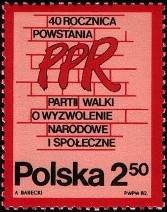 40 ROCZNICA
POWSTANIA
PPR
PARTII WALKI
O WYZWOLENIE
NARODOWE
I SPOŁECZNE
Polska 2.50
A. BARECKI PWPW 82.